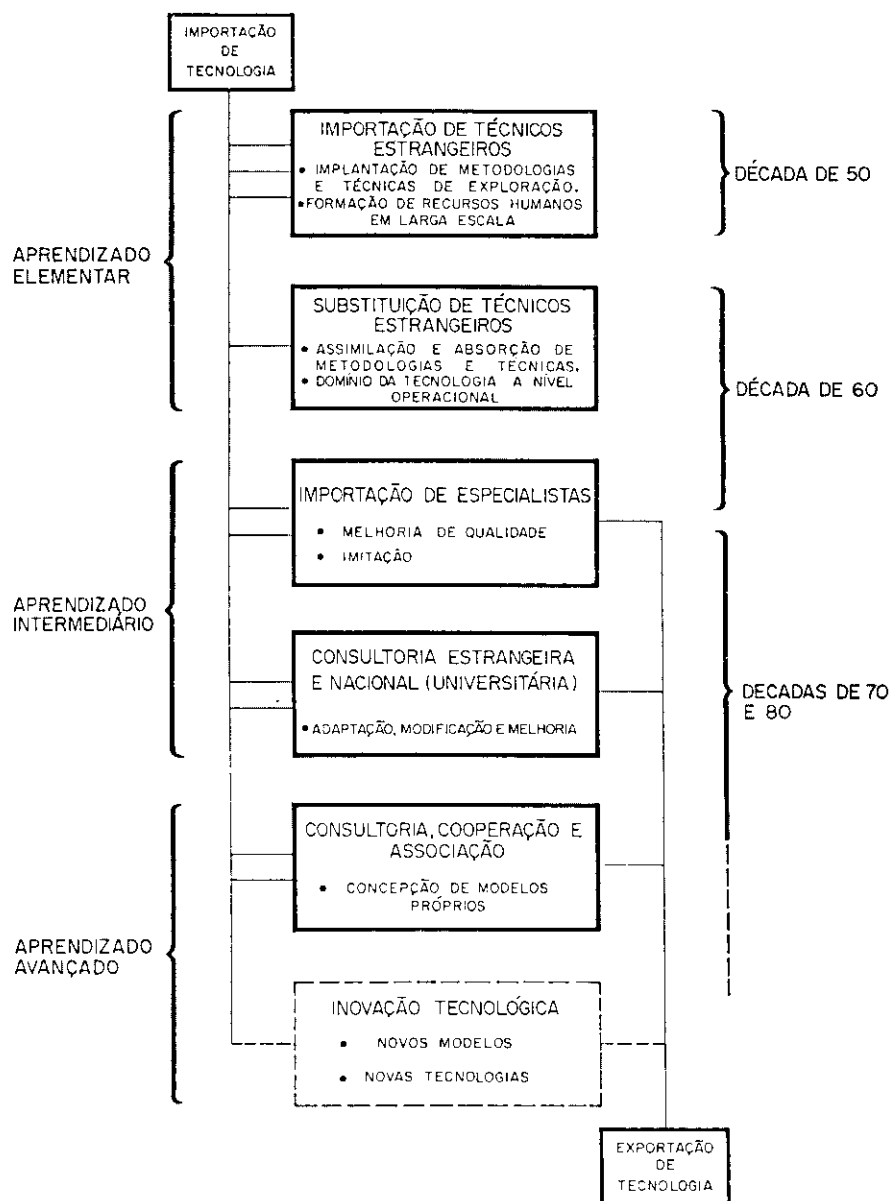 IMPORTAÇÃO
DE
TECNOLOGIA
IMPORTAÇÃO DE TÉCNICOS
ESTRANGEIROS
• IMPLANTAÇÃO DE METODOLOGIAS
E TÉCNICAS DE EXPLORAÇÃO.
• FORMAÇÃO DE RECURSOS HUMANOS
EM LARGA ESCALA
DÉCADA DE 50
APRENDIZADO
ELEMENTAR
SUBSTITUIÇÃO DE TÉCNICOS
ESTRANGEIROS
• ASSIMILAÇÃO E ABSORÇÃO DE
METODOLOGIAS E TÉCNICAS.
• DOMÍNIO DA TECNOLOGIA A NÍVEL
OPERACIONAL
DÉCADA DE 60
IMPORTAÇÃO DE ESPECIALISTAS
• MELHORIA DE QUALIDADE
• IMITAÇÃO
APRENDIZADO
INTERMEDIÁRIO
CONSULTORIA ESTRANGEIRA
E NACIONAL (UNIVERSITÁRIA)
• ADAPTAÇÃO, MODIFICAÇÃO E MELHORIA
DECADAS DE 70
E 80
CONSULTORIA, COOPERAÇÃO E
ASSOCIAÇÃO
• CONCEPÇÃO DE MODELOS
PRÓPRIOS
APRENDIZADO
AVANÇADO
INOVAÇÃO TECNOLÓGICA
• NOVOS MODELOS
• NOVAS TECNOLOGIAS
EXPORTAÇÃO
DE
TECNOLOGIA